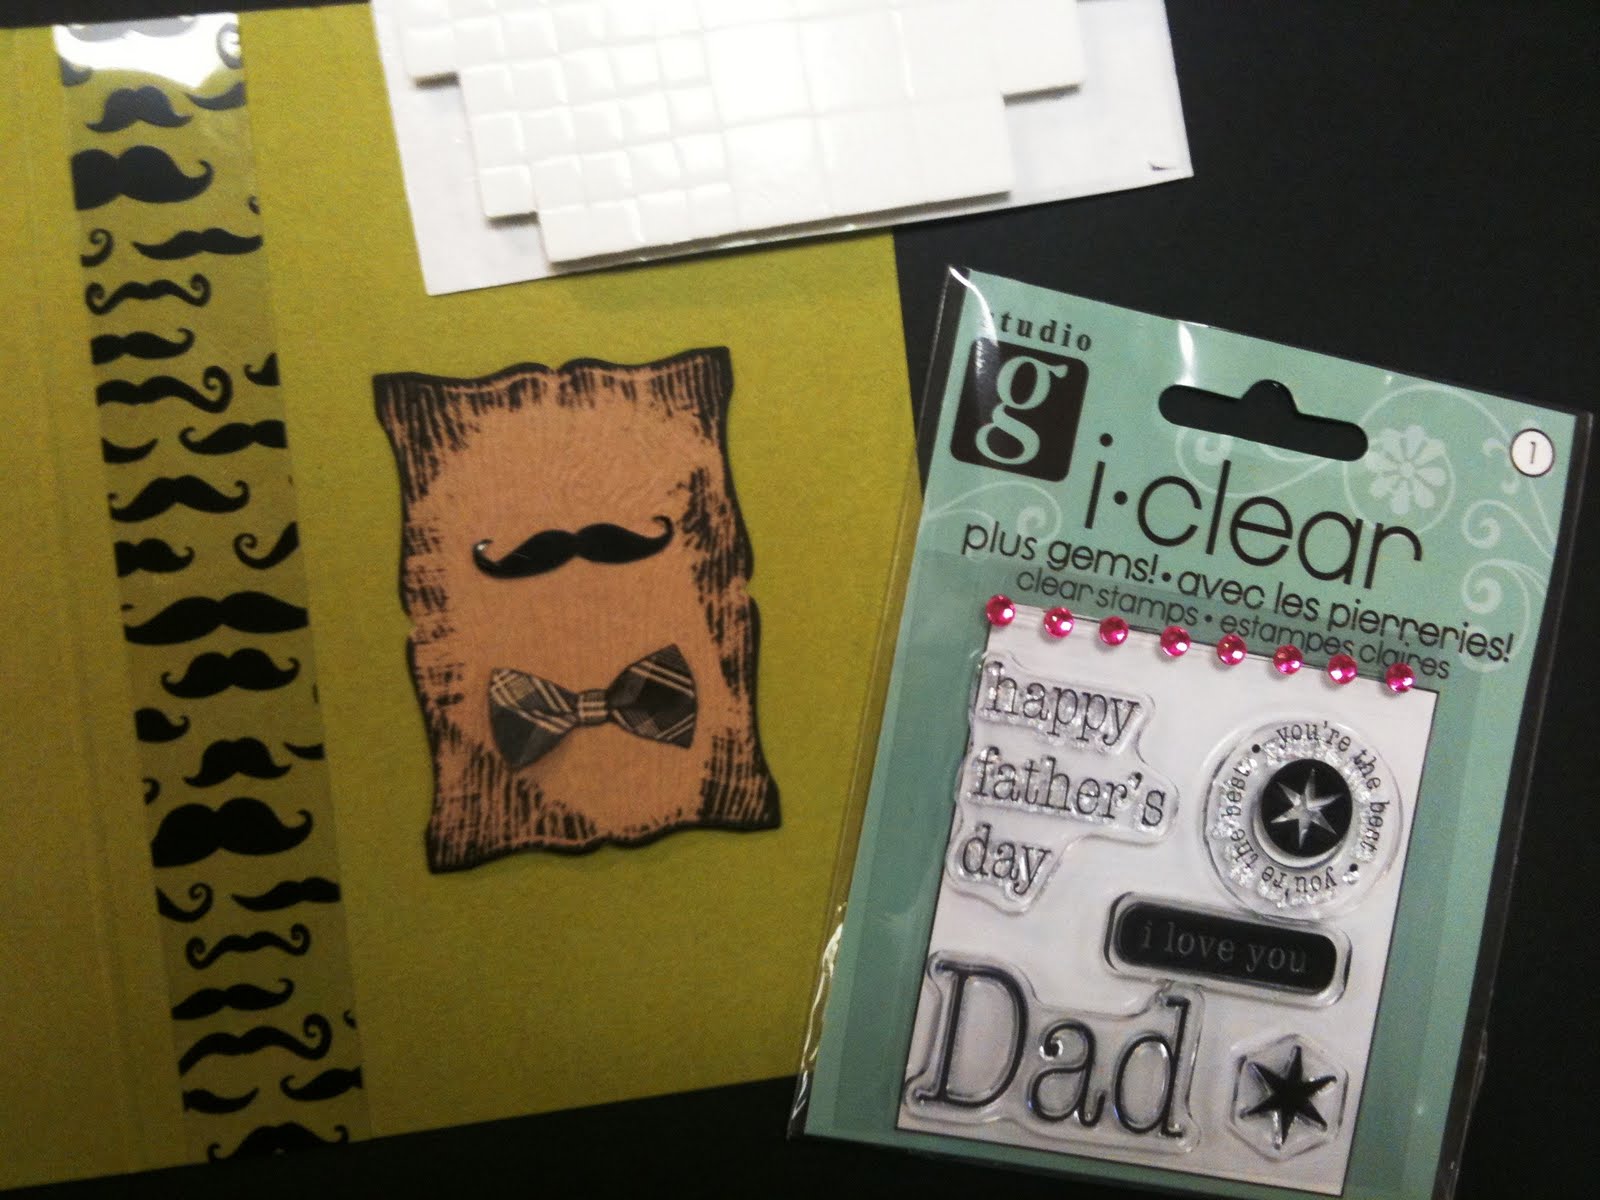 studio
g
1
i·clear
plus gems! • avec les pierreries!
clear stamps • estampes claires
happy
father's
day
you're the best • you're the best •
i love you
Dad